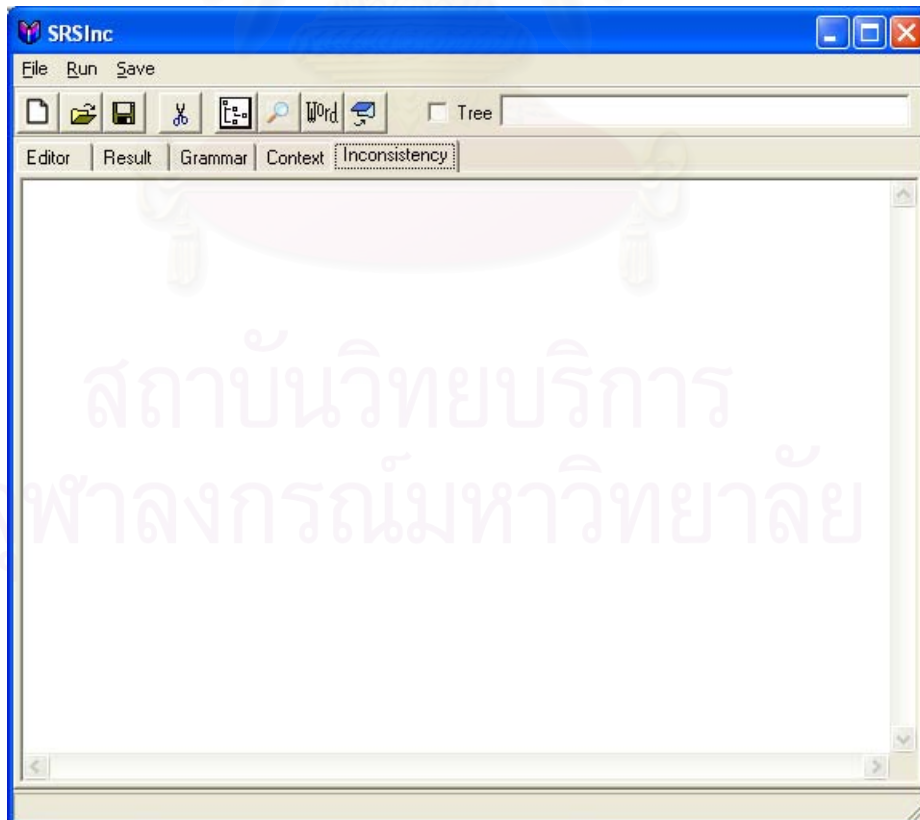 SRSInc
File Run Save
Word Tree
Editor Result Grammar Context Inconsistency
สถาบันวิทยบริการ
ฬาลงกรณ์มหาวิทยาลัย